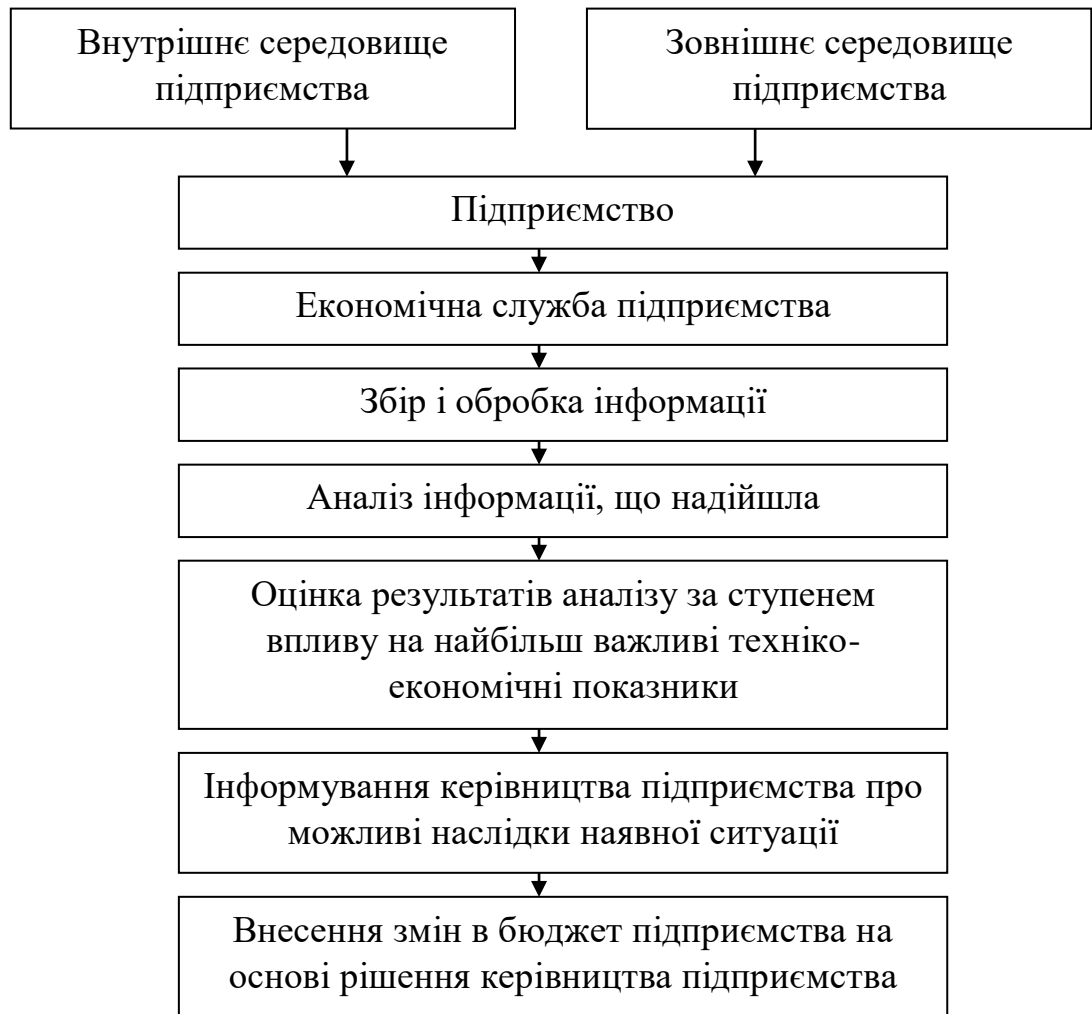 Внутрішнє середовище
підприємства
Зовнішнє середовище
підприємства
Підприємство
Економічна служба підприємства
Збір і обробка інформації
Аналіз інформації, що надійшла
Оцінка результатів аналізу за ступенем
впливу на найбільш важливі техніко-
економічні показники
Інформування керівництва підприємства про
можливі наслідки наявної ситуації
Внесення змін в бюджет підприємства на
основі рішення керівництва підприємства